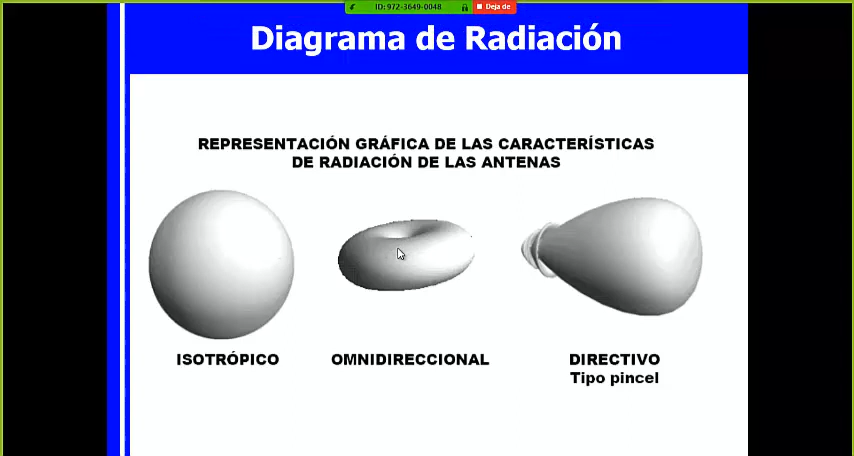 ID: 972-3649-0048
Deja de
Diagrama de Radiación
REPRESENTACIÓN GRÁFICA DE LAS CARACTERÍSTICAS
DE RADIACIÓN DE LAS ANTENAS
ISOTRÓPICO
OMNIDIRECCIONAL
DIRECTIVO
Tipo pincel